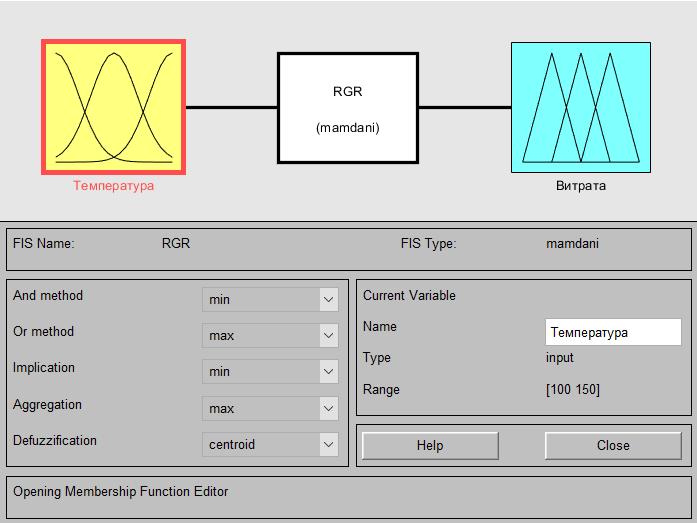 RGR
(mamdani)
Температура
Витрата
FIS Name: RGR FIS Type: mamdani
And method min
Or method max
Implication min
Aggregation max
Defuzzification centroid
Current Variable
Name Температура
Type input
Range [100 150]
Help Close
Opening Membership Function Editor